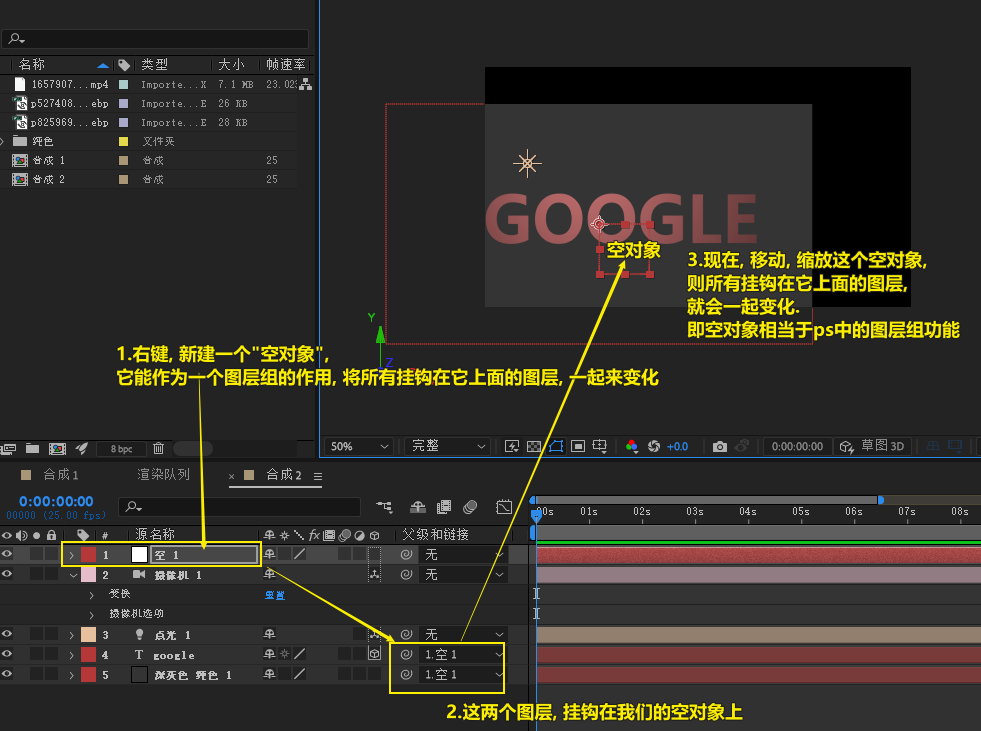 名称 类型 大小 帧速率
1657907...mp4 Importe...X 7.1 MB 23.02
p527408...ebp Importe...E 26 KB
p825969...ebp Importe...E 28 KB
纯色 文件夹
合成 1 合成 25
合成 2 合成 25
GOOGLE
空对象
3.现在, 移动, 缩放这个空对象,
则所有挂钩在它上面的图层,
就会一起变化.
即空对象相当于ps中的图层组功能
Y
Z
1.右键, 新建一个"空对象",
它能作为一个图层组的作用, 将所有挂钩在它上面的图层, 一起来变化
8 bpc
50% 完整 +0.0 0:00:00:00 草图 3D
合成 1 渲染队列 × 合成 2
0:00:00:00
00000 (25.00 fps)
:00s 01s 02s 03s 04s 05s 06s 07s 08s
# 源名称 fx 父级和链接
1 空 1 无
2 摄像机 1 无
变换 重置
摄像机选项
3 点光 1 无
4 T google 1.空 1
5 深灰色 纯色 1 1.空 1
2.这两个图层, 挂钩在我们的空对象上